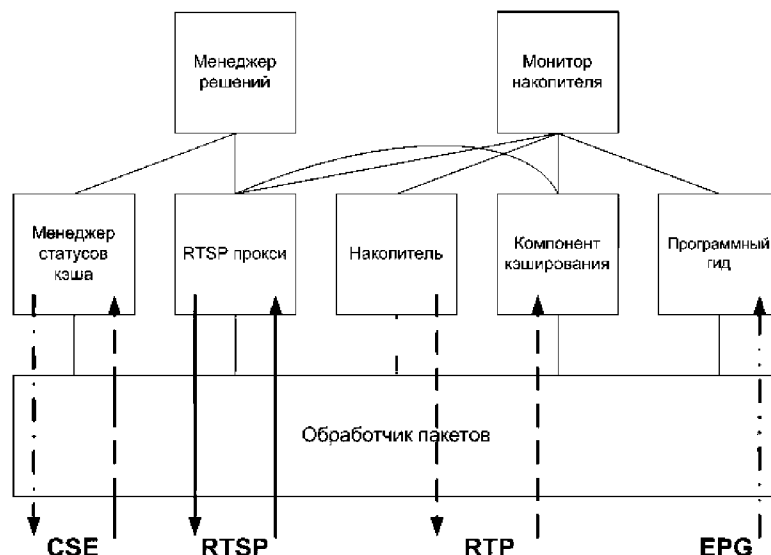 Менеджер
решений
Монитор
накопителя
Менеджер
статусов
кэша
RTSP прокси
Накопитель
Компонент
кэширования
Программный
гид
Обработчик пакетов
CSE
RTSP
RTP
EPG